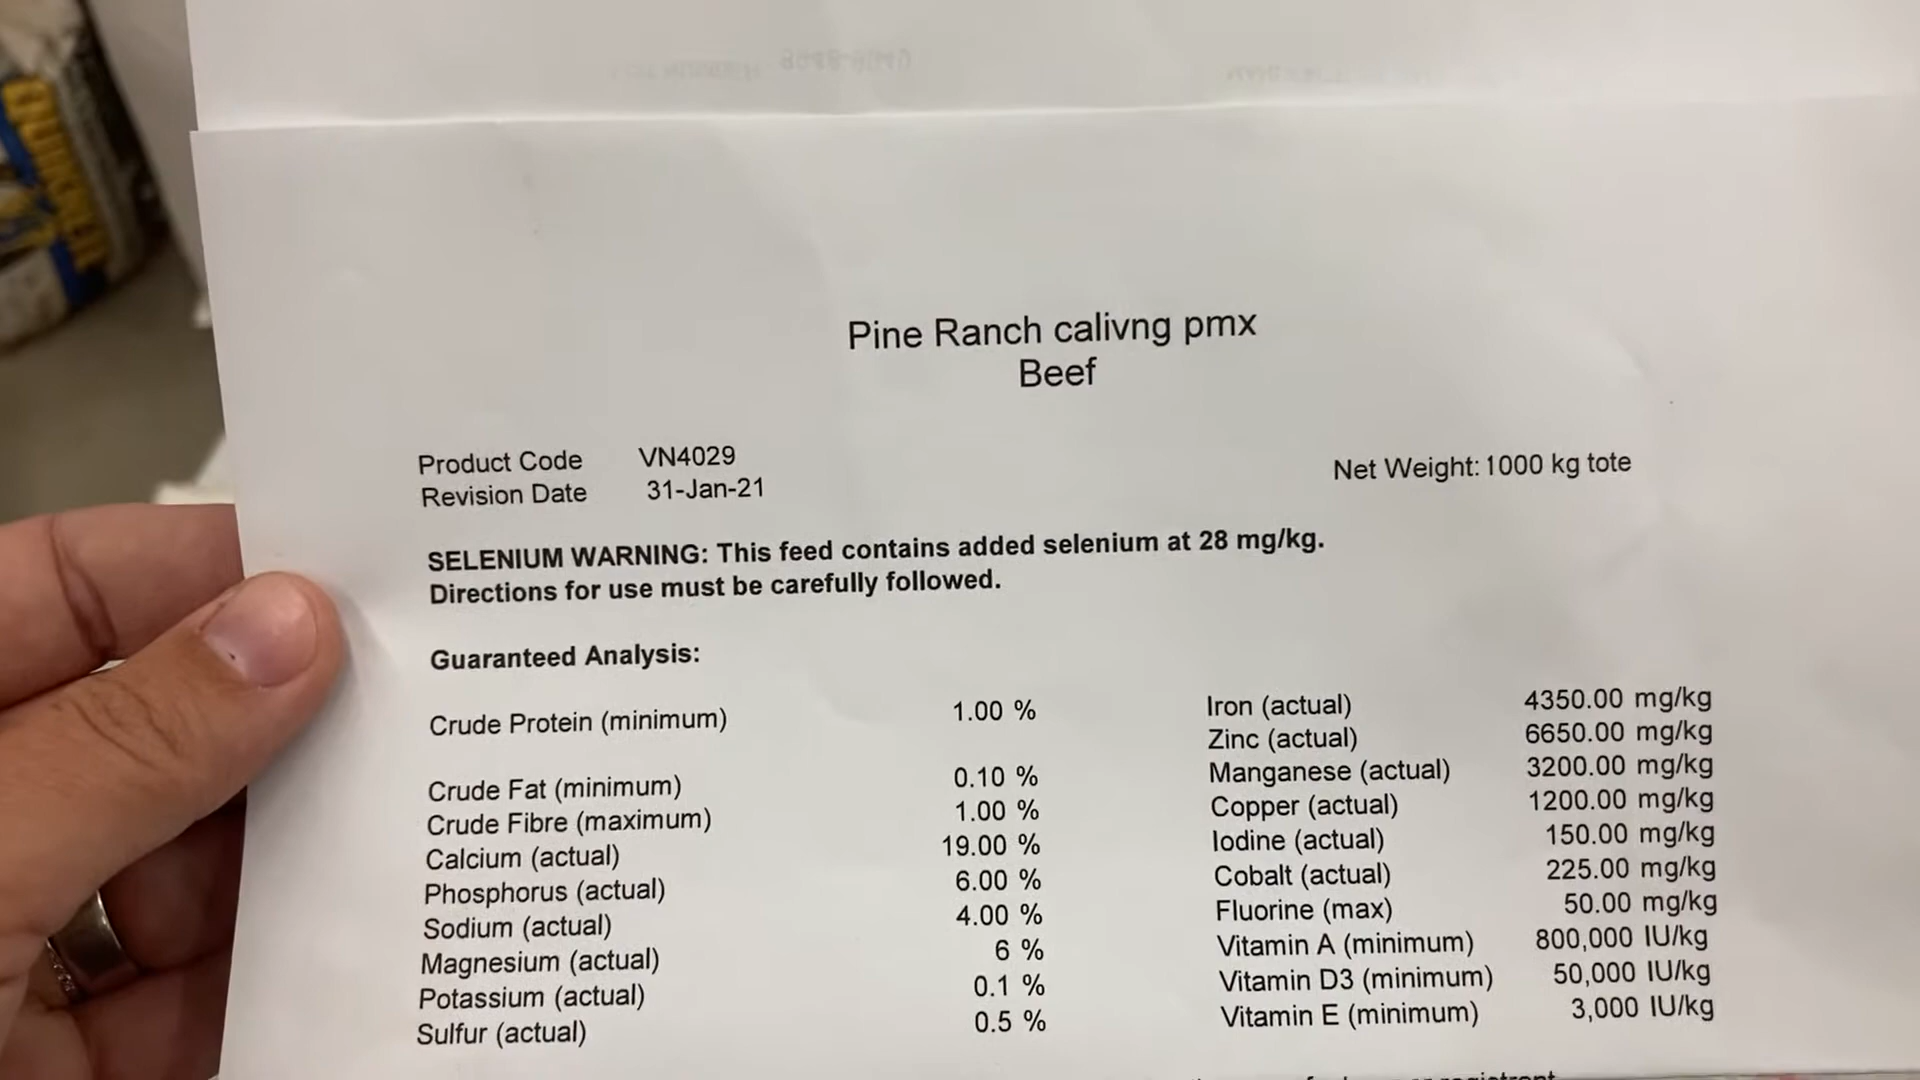 Pine Ranch calivng pmx
Beef
Product Code VN4029
Revision Date 31-Jan-21
Net Weight: 1000 kg tote
SELENIUM WARNING: This feed contains added selenium at 28 mg/kg.
Directions for use must be carefully followed.
Guaranteed Analysis:
Crude Protein (minimum) 1.00 %
Crude Fat (minimum) 0.10 %
Crude Fibre (maximum) 1.00 %
Calcium (actual) 19.00 %
Phosphorus (actual) 6.00 %
Sodium (actual) 4.00 %
Magnesium (actual) 6 %
Potassium (actual) 0.1 %
Sulfur (actual) 0.5 %
Iron (actual) 4350.00 mg/kg
Zinc (actual) 6650.00 mg/kg
Manganese (actual) 3200.00 mg/kg
Copper (actual) 1200.00 mg/kg
Iodine (actual) 150.00 mg/kg
Cobalt (actual) 225.00 mg/kg
Fluorine (max) 50.00 mg/kg
Vitamin A (minimum) 800,000 IU/kg
Vitamin D3 (minimum) 50,000 IU/kg
Vitamin E (minimum) 3,000 IU/kg